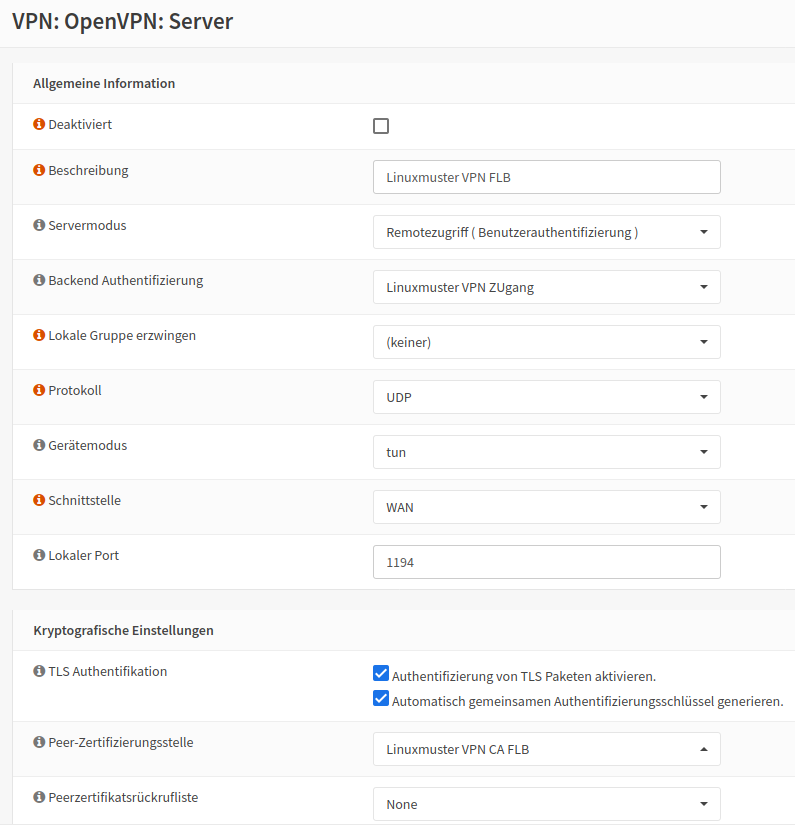 VPN: OpenVPN: Server
Allgemeine Information
Deaktiviert
Beschreibung
Linuxmuster VPN FLB
Servermodus
Remotezugriff ( Benutzerauthentifizierung )
Backend Authentifizierung
Linuxmuster VPN ZUgang
Lokale Gruppe erzwingen
(keiner)
Protokoll
UDP
Gerätemodus
tun
Schnittstelle
WAN
Lokaler Port
1194
Kryptografische Einstellungen
TLS Authentifikation
Authentifizierung von TLS Paketen aktivieren.
Automatisch gemeinsamen Authentifizierungsschlüssel generieren.
Peer-Zertifizierungsstelle
Linuxmuster VPN CA FLB
Peerzertifikatsrückrufliste
None